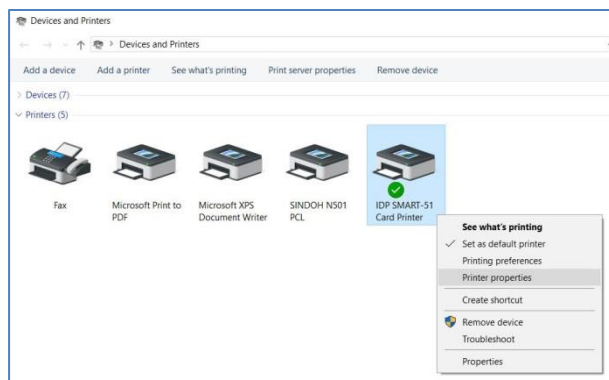 Devices and Printers
Devices and Printers
Add a device Add a printer See what's printing Print server properties Remove device
Devices (7)
Printers (5)
Fax
Microsoft Print to
PDF
Microsoft XPS
Document Writer
SINDOH N501
PCL
IDP SMART-51
Card Printer
See what's printing
Set as default printer
Printing preferences
Printer properties
Create shortcut
Remove device
Troubleshoot
Properties